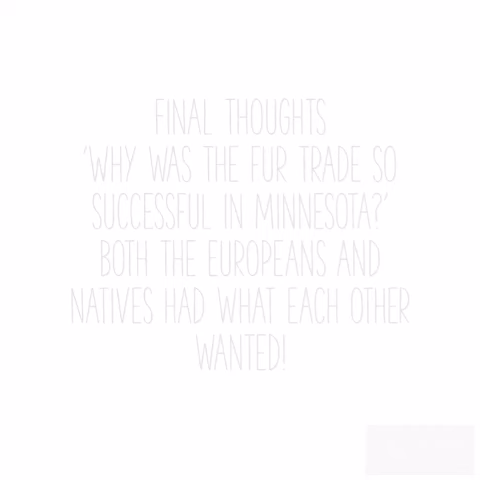 FINAL THOUGHTS
'WHY WAS THE FUR TRADE SO
SUCCESSFUL IN MINNESOTA?'
BOTH THE EUROPEANS AND
NATIVES HAD WHAT EACH OTHER
WANTED!